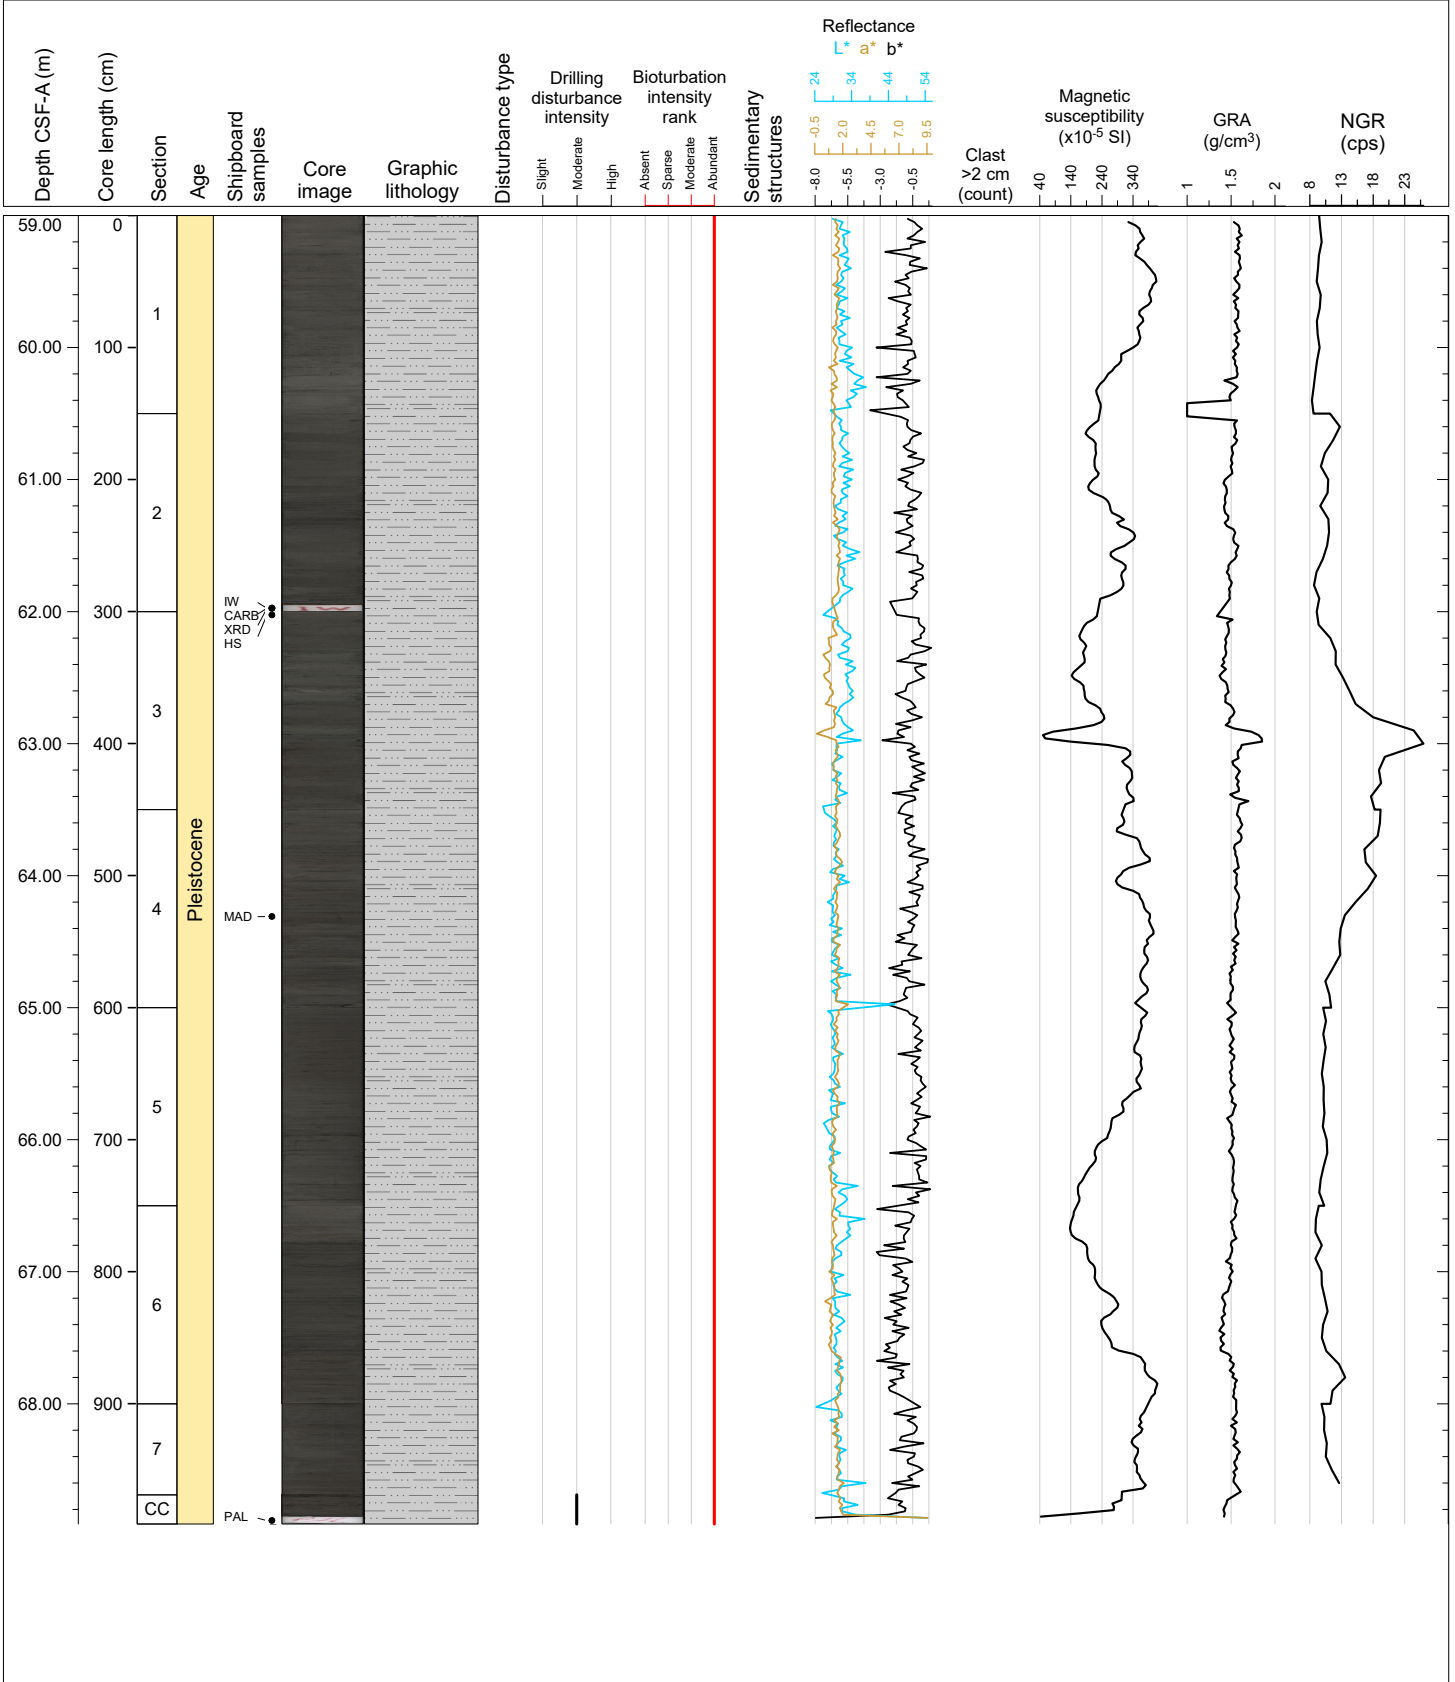 Depth CSF-A (m)
Core length (cm)
Section
Age
Shipboard
samples
Core
image
Graphic
lithology
Disturbance type
Drilling
disturbance
intensity
Slight
Moderate
High
Bioturbation
intensity
rank
Absent
Sparse
Moderate
Abundant
Sedimentary
structures
Reflectance
L* a* b*
24 34 44 54
-0.5 2.0 4.5 7.0 9.5
-8.0 -5.5 -3.0 -0.5
Clast
>2 cm
(count)
Magnetic
susceptibility
(x10-5 SI)
40 140 240 340
GRA
(g/cm3)
1 1.5 2
NGR
(cps)
8 13 18 23
59.00 0
1
60.00 100
61.00 200
2
IW
62.00 300
CARB
XRD
HS
3
63.00 400
Pleistocene
64.00 500
4
MAD
65.00 600
5
66.00 700
67.00 800
6
68.00 900
7
CC
PAL
IW